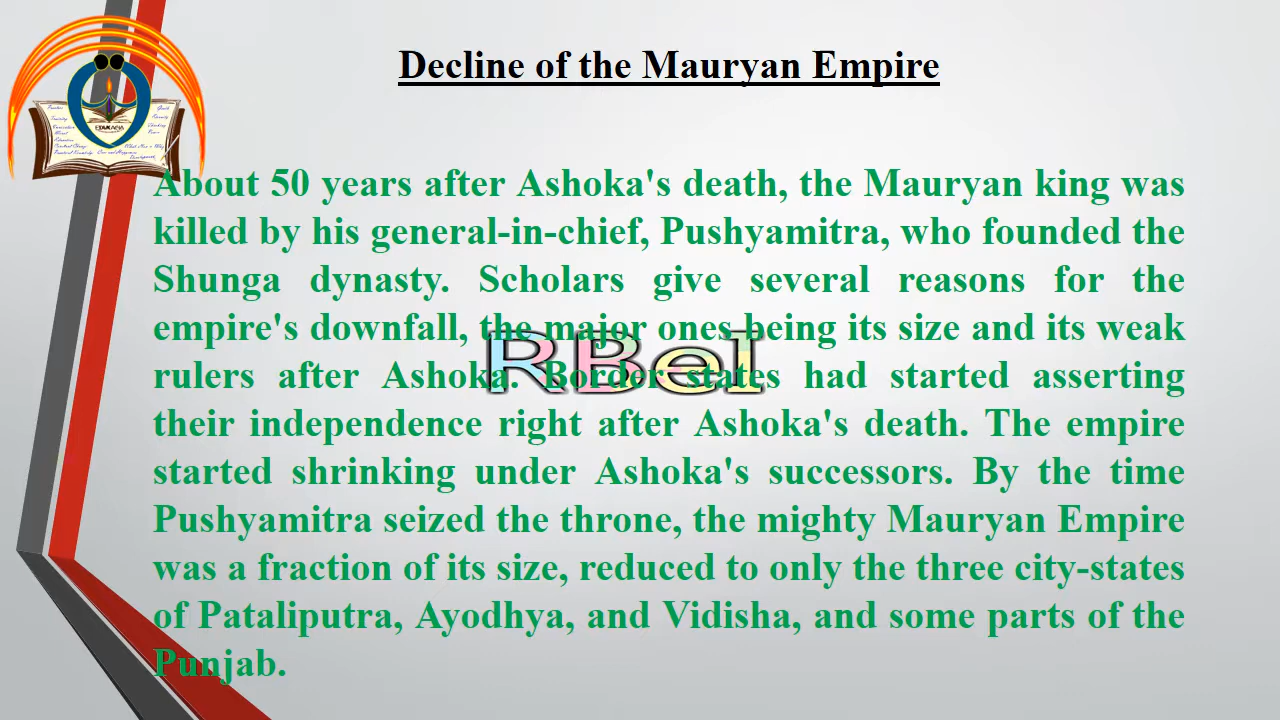 Decline of the Mauryan Empire
About 50 years after Ashoka's death, the Mauryan king was
killed by his general-in-chief, Pushyamitra, who founded the
Shunga dynasty. Scholars give several reasons for the
empire's downfall, the major ones being its size and its weak
rulers after Ashoka. Border states had started asserting
their independence right after Ashoka's death. The empire
started shrinking under Ashoka's successors. By the time
Pushyamitra seized the throne, the mighty Mauryan Empire
was a fraction of its size, reduced to only the three city-states
of Pataliputra, Ayodhya, and Vidisha, and some parts of the
Punjab.
RBeI